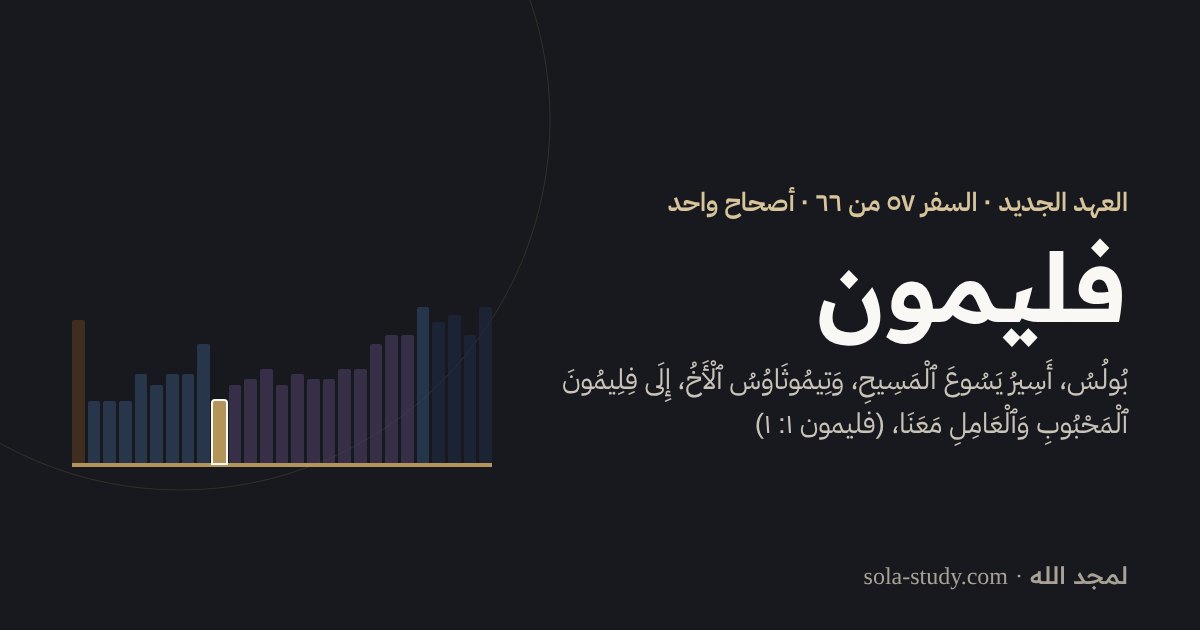 العهد الجديد · السفر ٥٧ من ٦٦ · أصحاح واحد
فليمون
بُولُسُ، أَسِيرُ يَسُوعَ ٱلْمَسِيحِ، وَتِيمُوثَاوُسُ ٱلْأَخُ، إِلَى فِلِيمُونَ
ٱلْمَحْبُوبِ وَٱلْعَامِلِ مَعَنَا، (فليمون ١: ١)
لمجد الله · sola-study.com